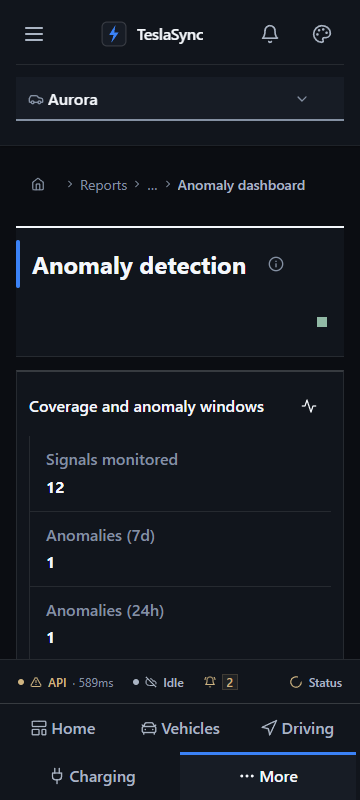 TeslaSync
Aurora
Reports ... Anomaly dashboard
Anomaly detection
Coverage and anomaly windows
Signals monitored
12
Anomalies (7d)
1
Anomalies (24h)
1
API · 589ms Idle 2 Status
Home Vehicles Driving
Charging More